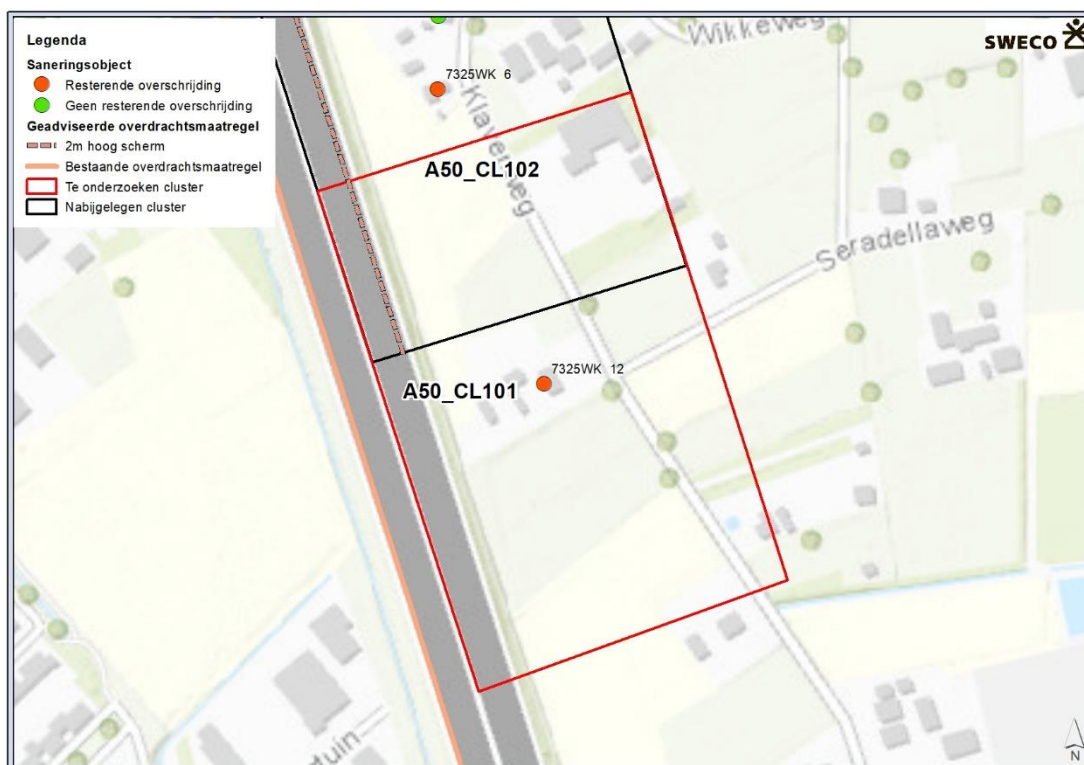 Legenda
Saneringsobject
Resterende overschrijding
Geen resterende overschrijding
Geadviseerde overdrachtsmaatregel
2m hoog scherm
Bestaande overdrachtsmaatregel
Te onderzoeken cluster
Nabijgelegen cluster
SWECO
Wikkeweg
7325WK 6
Klaverweg
A50_CL102
Seradellaweg
7325WK 12
A50_CL101
N